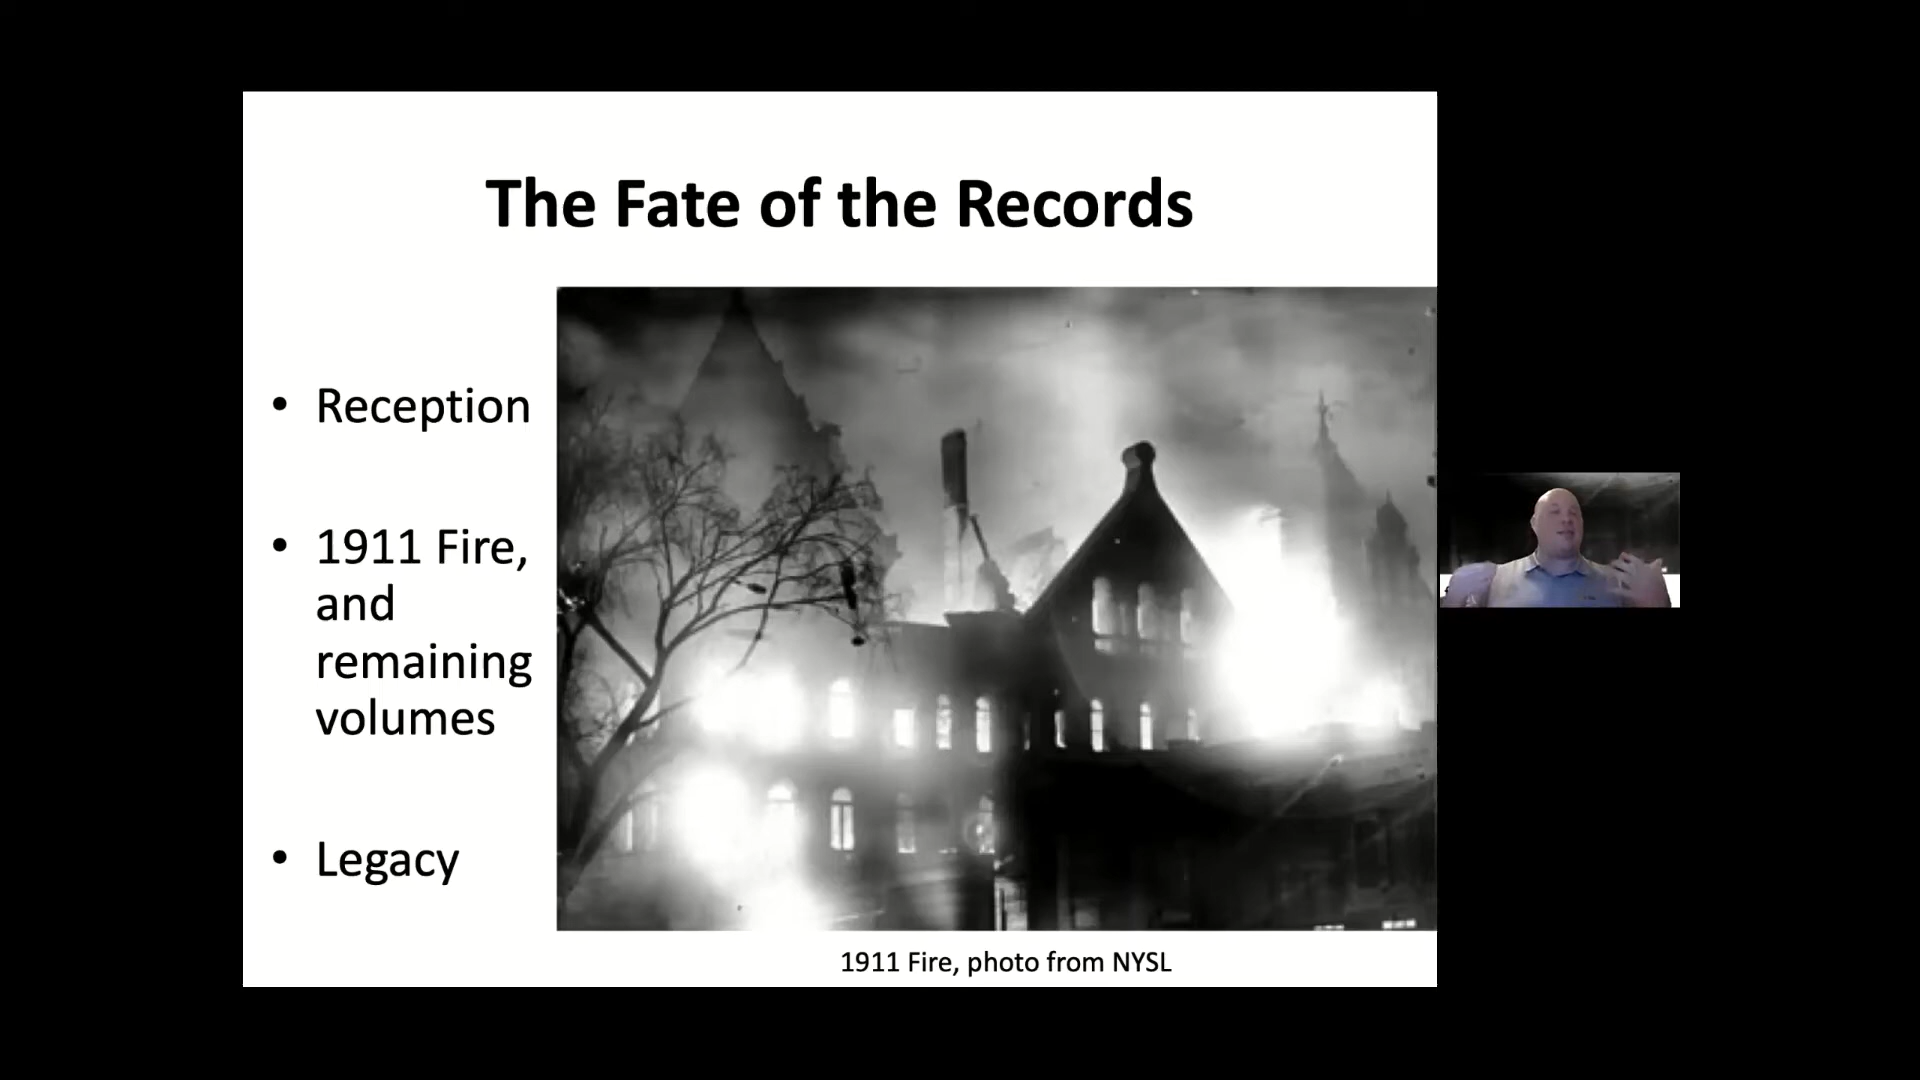 The Fate of the Records
• Reception
• 1911 Fire,
and
remaining
volumes
• Legacy
1911 Fire, photo from NYSL